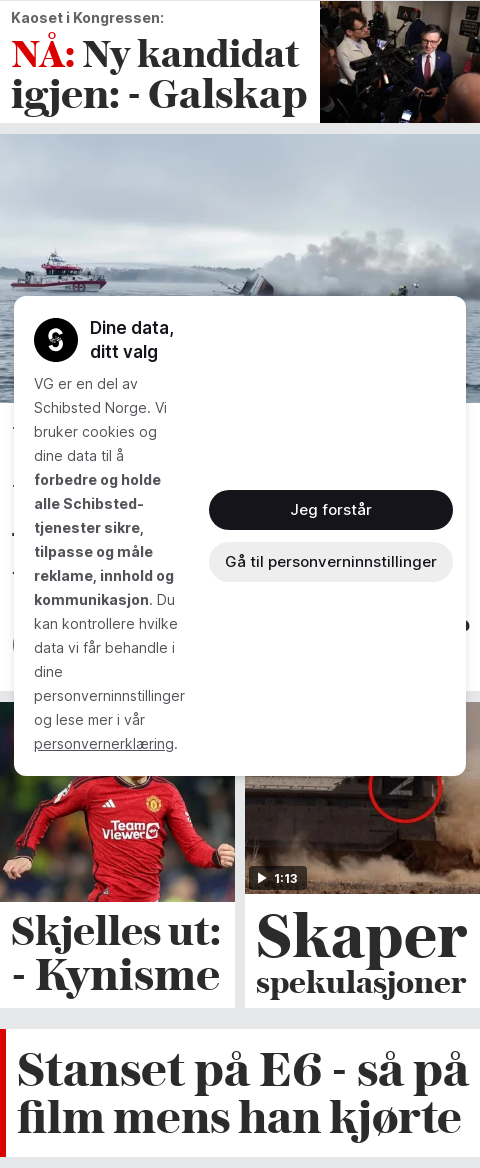 Kaoset i Kongressen:
NÅ: Ny kandidat
igjen: - Galskap
Dine data,
ditt valg
VG er en del av
Schibsted Norge. Vi
bruker cookies og
dine data til å
forbedre og holde
alle Schibsted-
tjenester sikre,
tilpasse og måle
reklame, innhold og
kommunikasjon. Du
kan kontrollere hvilke
data vi får behandle i
dine
personverninnstillinger
og lese mer i vår
personvernerklæring.
Jeg forstår
Gå til personverninnstillinger
TeamViewer
Z
1:13
Skjelles ut:
- Kynisme
Skaper
spekulasjoner
Stanset på E6 - så på
film mens han kjørte